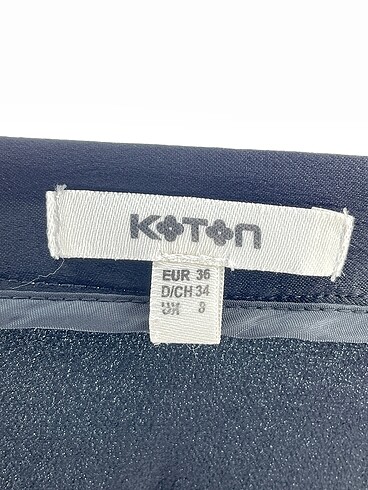 KOTON
EUR 36
D/CH 34
UK 8